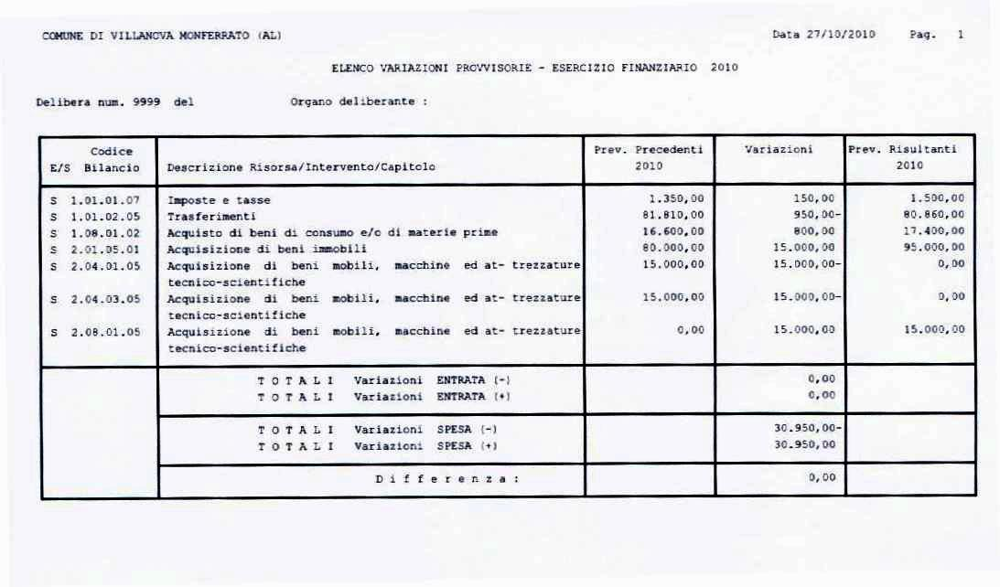 COMUNE DI VILLANOVA MONFERRATO (AL) Data 27/10/2010 Pag. 1
ELENCO VARIAZIONI PROVVISORIE - ESERCIZIO FINANZIARIO 2010
Delibera num. 9999 del Organo deliberante :
Codice Prev. Precedenti Variazioni Prev. Risultanti
E/S Bilancio Descrizione Risorsa/Intervento/Capitolo 2010 2010
S 1.01.01.07 Imposte e tasse 1.350,00 150,00 1.500,00
S 1.01.02.05 Trasferimenti 81.810,00 950,00- 80.860,00
S 1.08.01.02 Acquisto di beni di consumo e/o di materie prime 16.600,00 800,00 17.400,00
S 2.01.05.01 Acquisizione di beni immobili 80.000,00 15.000,00 95.000,00
S 2.04.01.05 Acquisizione di beni mobili, macchine ed at- trezzature 15.000,00 15.000,00- 0,00
tecnico-scientifiche
S 2.04.03.05 Acquisizione di beni mobili, macchine ed at- trezzature 15.000,00 15.000,00- 0,00
tecnico-scientifiche
S 2.08.01.05 Acquisizione di beni mobili, macchine ed at- trezzature 0,00 15.000,00 15.000,00
tecnico-scientifiche
T O T A L I Variazioni ENTRATA (-) 0,00
T O T A L I Variazioni ENTRATA (+) 0,00
T O T A L I Variazioni SPESA (-) 30.950,00-
T O T A L I Variazioni SPESA (+) 30.950,00
D i f f e r e n z a : 0,00